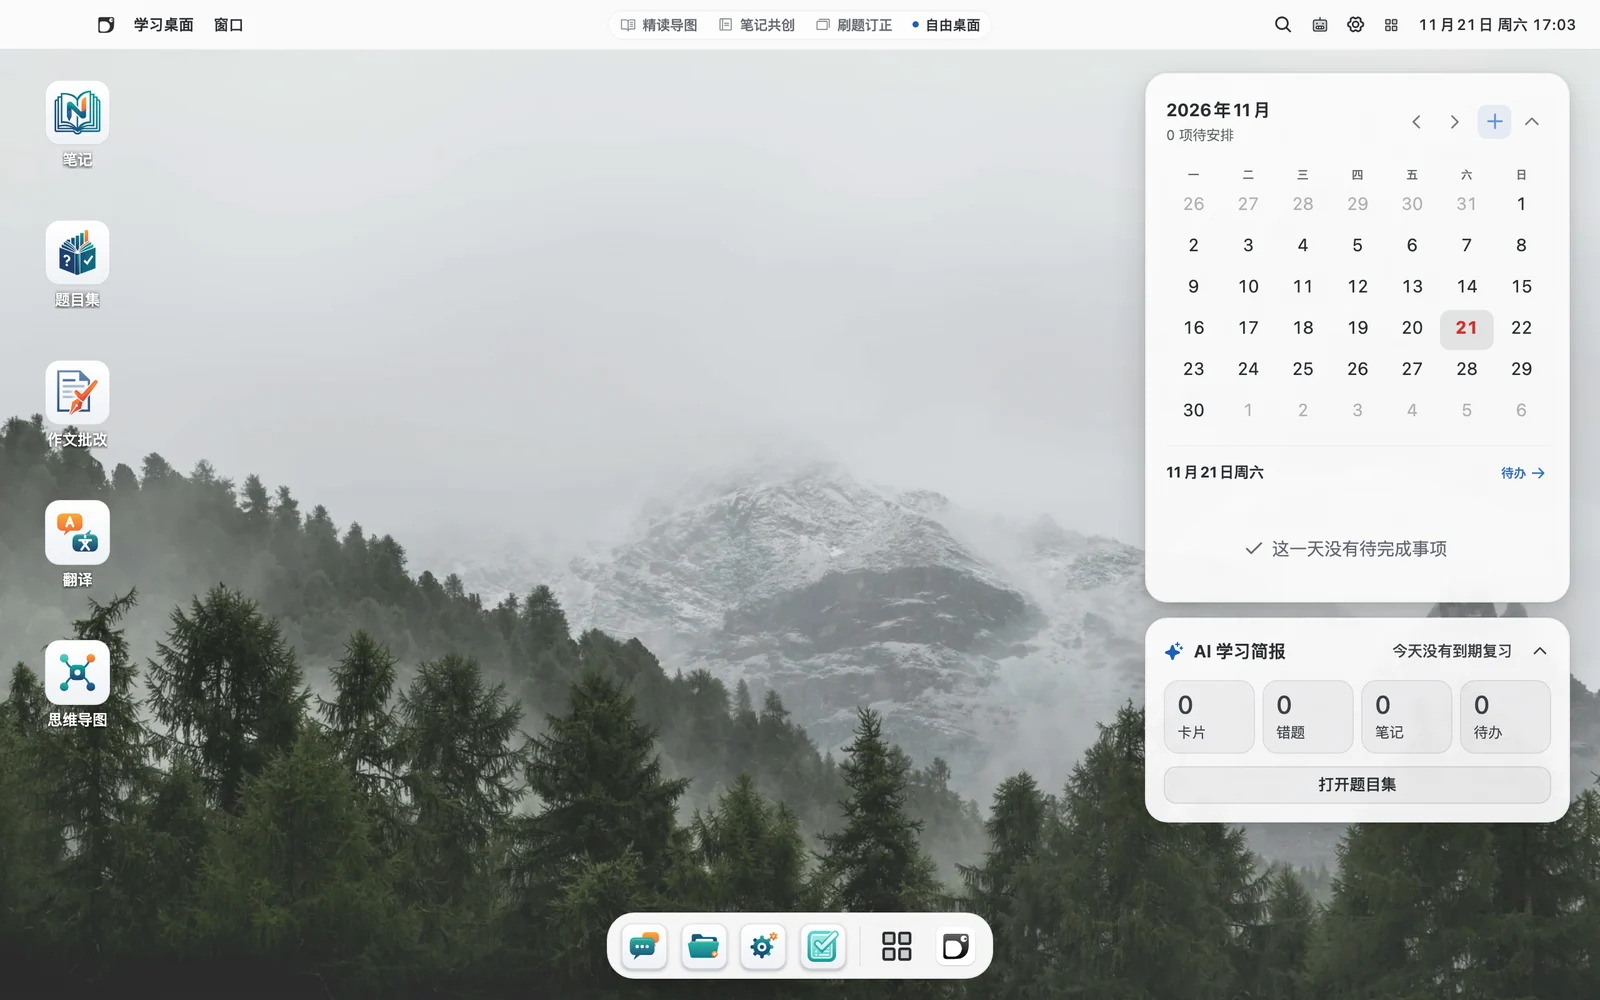 学习桌面
窗口
精读导图
笔记共创
刷题订正
自由桌面
11月21日 周六 17:03
笔记
题目集
作文批改
翻译
思维导图
2026年11月
0 项待安排
一 二 三 四 五 六 日
26 27 28 29 30 31 1
2 3 4 5 6 7 8
9 10 11 12 13 14 15
16 17 18 19 20 21 22
23 24 25 26 27 28 29
30 1 2 3 4 5 6
11月21日周六
待办
这一天没有待完成事项
AI 学习简报
今天没有到期复习
0 卡片
0 错题
0 笔记
0 待办
打开题目集